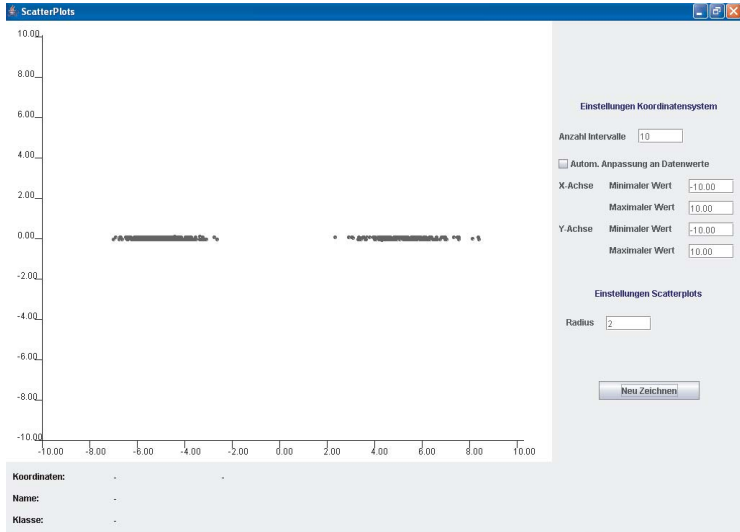 ScatterPlots
10.00
8.00
6.00
4.00
2.00
0.00
-2.00
-4.00
-6.00
-8.00
-10.00
-10.00 -8.00 -6.00 -4.00 -2.00 0.00 2.00 4.00 6.00 8.00 10.00
Einstellungen Koordinatensystem
Anzahl Intervalle 10
Autom. Anpassung an Datenwerte
X-Achse Minimaler Wert -10.00
Maximaler Wert 10.00
Y-Achse Minimaler Wert -10.00
Maximaler Wert 10.00
Einstellungen Scatterplots
Radius 2
Neu Zeichnen
Koordinaten: - -
Name: -
Klasse: -